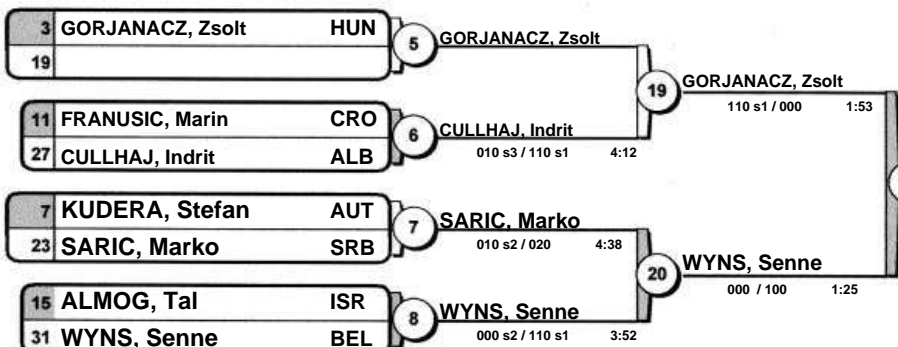 3 GORJANACZ, Zsolt HUN
19
5 GORJANACZ, Zsolt
11 FRANUSIC, Marin CRO
27 CULLHAJ, Indrit ALB
6 CULLHAJ, Indrit
010 s3 / 110 s1 4:12
19 GORJANACZ, Zsolt
110 s1 / 000 1:53
7 KUDERA, Stefan AUT
23 SARIC, Marko SRB
7 SARIC, Marko
010 s2 / 020 4:38
15 ALMOG, Tal ISR
31 WYNS, Senne BEL
8 WYNS, Senne
000 s2 / 110 s1 3:52
20 WYNS, Senne
000 / 100 1:25